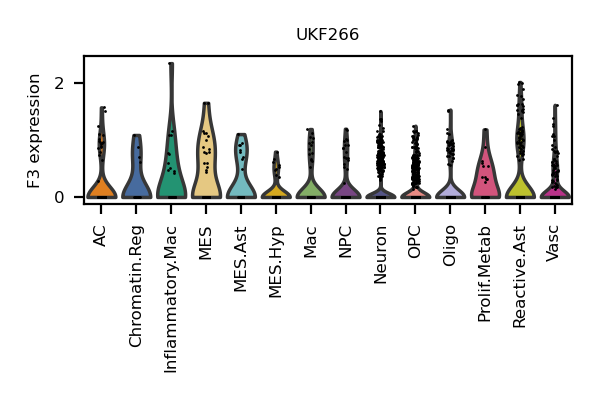 UKF266
F3 expression
2
0
AC
Chromatin.Reg
Inflammatory.Mac
MES
MES.Ast
MES.Hyp
Mac
NPC
Neuron
OPC
Oligo
Prolif.Metab
Reactive.Ast
Vasc